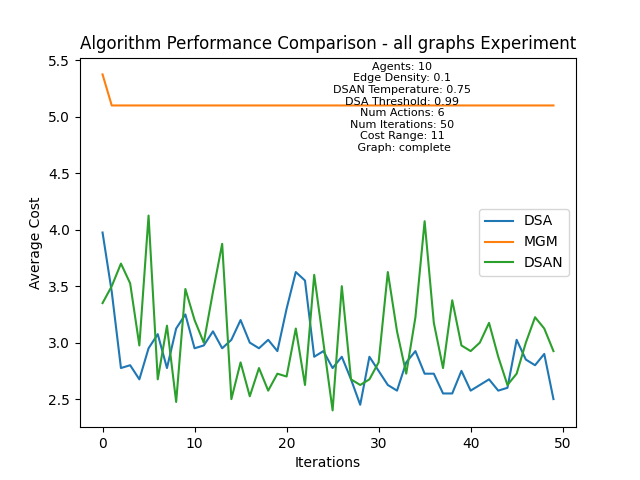 Algorithm Performance Comparison - all graphs Experiment
Agents: 10
Edge Density: 0.1
DSAN Temperature: 0.75
DSA Threshold: 0.99
Num Actions: 6
Num Iterations: 50
Cost Range: 11
Graph: complete
5.5
5.0
4.5
4.0
3.5
3.0
2.5
Average Cost
DSA
MGM
DSAN
0
10
20
30
40
50
Iterations